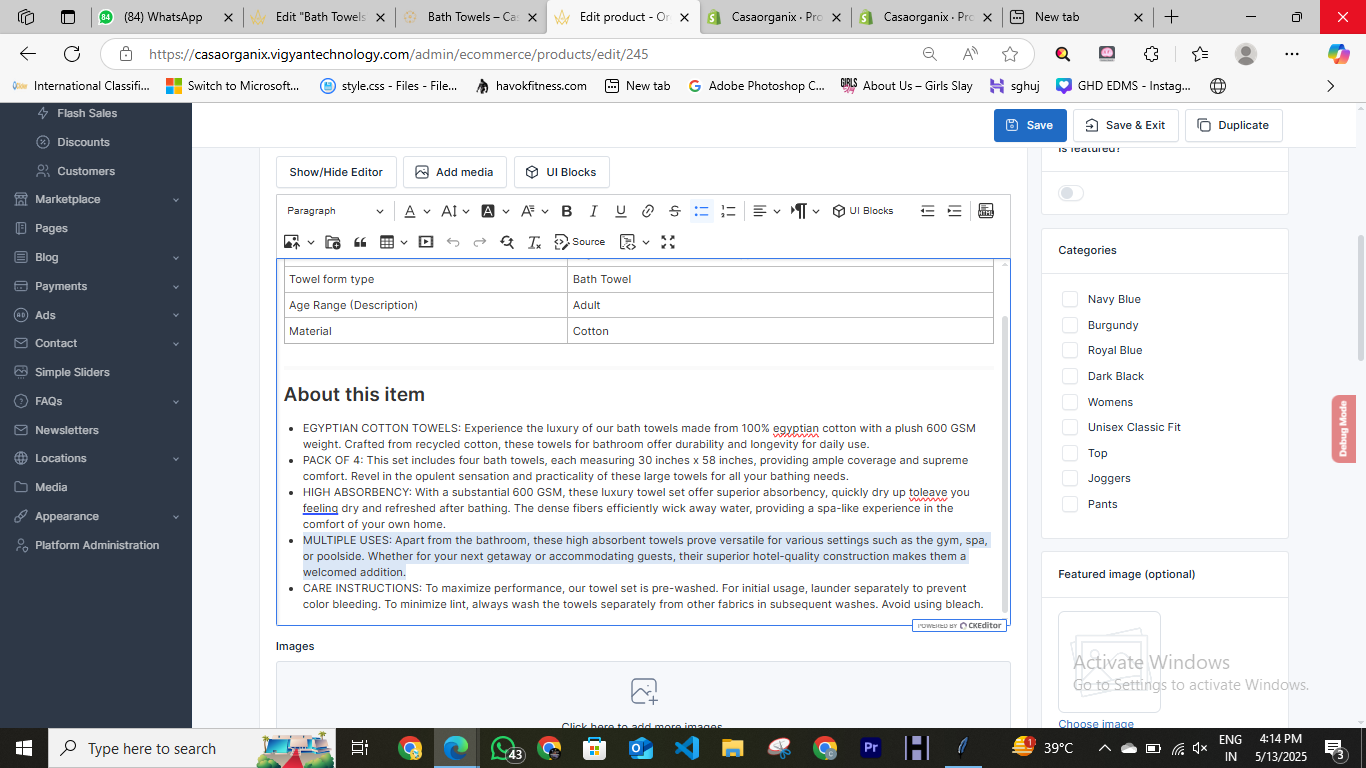 (84) WhatsApp
Edit "Bath Towels
Bath Towels – Cas
Edit product - Or
Casaorganix · Pro
Casaorganix · Pro
New tab
https://casaorganix.vigyantechnology.com/admin/ecommerce/products/edit/245
International Classifi...
Switch to Microsoft...
style.css - Files - File...
havokfitness.com
New tab
Adobe Photoshop C...
About Us – Girls Slay
sghuj
GHD EDMS - Instag...
Flash Sales
Discounts
Customers
Marketplace
Pages
Blog
Payments
Ads
Contact
Simple Sliders
FAQs
Newsletters
Locations
Media
Appearance
Platform Administration
Save
Save & Exit
Duplicate
Show/Hide Editor
Add media
UI Blocks
Paragraph
UI Blocks
Source
Towel form type
Bath Towel
Age Range (Description)
Adult
Material
Cotton
About this item
EGYPTIAN COTTON TOWELS: Experience the luxury of our bath towels made from 100% egyptian cotton with a plush 600 GSM
weight. Crafted from recycled cotton, these towels for bathroom offer durability and longevity for daily use.
PACK OF 4: This set includes four bath towels, each measuring 30 inches x 58 inches, providing ample coverage and supreme
comfort. Revel in the opulent sensation and practicality of these large towels for all your bathing needs.
HIGH ABSORBENCY: With a substantial 600 GSM, these luxury towel set offer superior absorbency, quickly dry up toleave you
feeling dry and refreshed after bathing. The dense fibers efficiently wick away water, providing a spa-like experience in the
comfort of your own home.
MULTIPLE USES: Apart from the bathroom, these high absorbent towels prove versatile for various settings such as the gym, spa,
or poolside. Whether for your next getaway or accommodating guests, their superior hotel-quality construction makes them a
welcomed addition.
CARE INSTRUCTIONS: To maximize performance, our towel set is pre-washed. For initial usage, launder separately to prevent
color bleeding. To minimize lint, always wash the towels separately from other fabrics in subsequent washes. Avoid using bleach.
POWERED BY CKEditor
Images
Click here to add more images
Is featured?
Categories
Navy Blue
Burgundy
Royal Blue
Dark Black
Womens
Unisex Classic Fit
Top
Joggers
Pants
Featured image (optional)
Choose image
Debug Mode
Activate Windows
Go to Settings to activate Windows.
Type here to search
43
Pr
39°C
ENG
IN
4:14 PM
5/13/2025
3